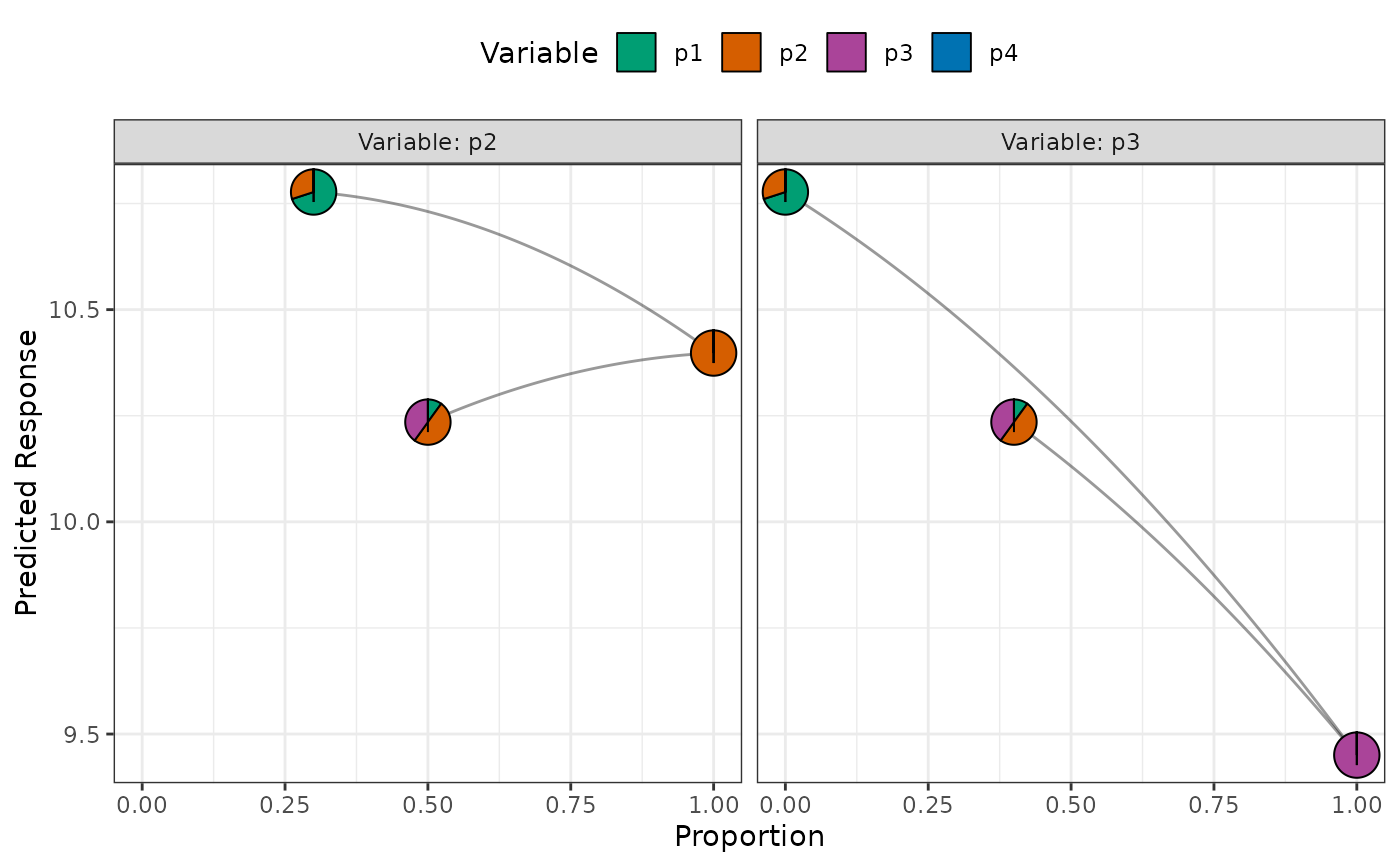 Variable p1 p2 p3 p4
Variable: p2 Variable: p3
Predicted Response
10.5
10.0
9.5
0.00 0.25 0.50 0.75 1.00 0.00 0.25 0.50 0.75 1.00
Proportion